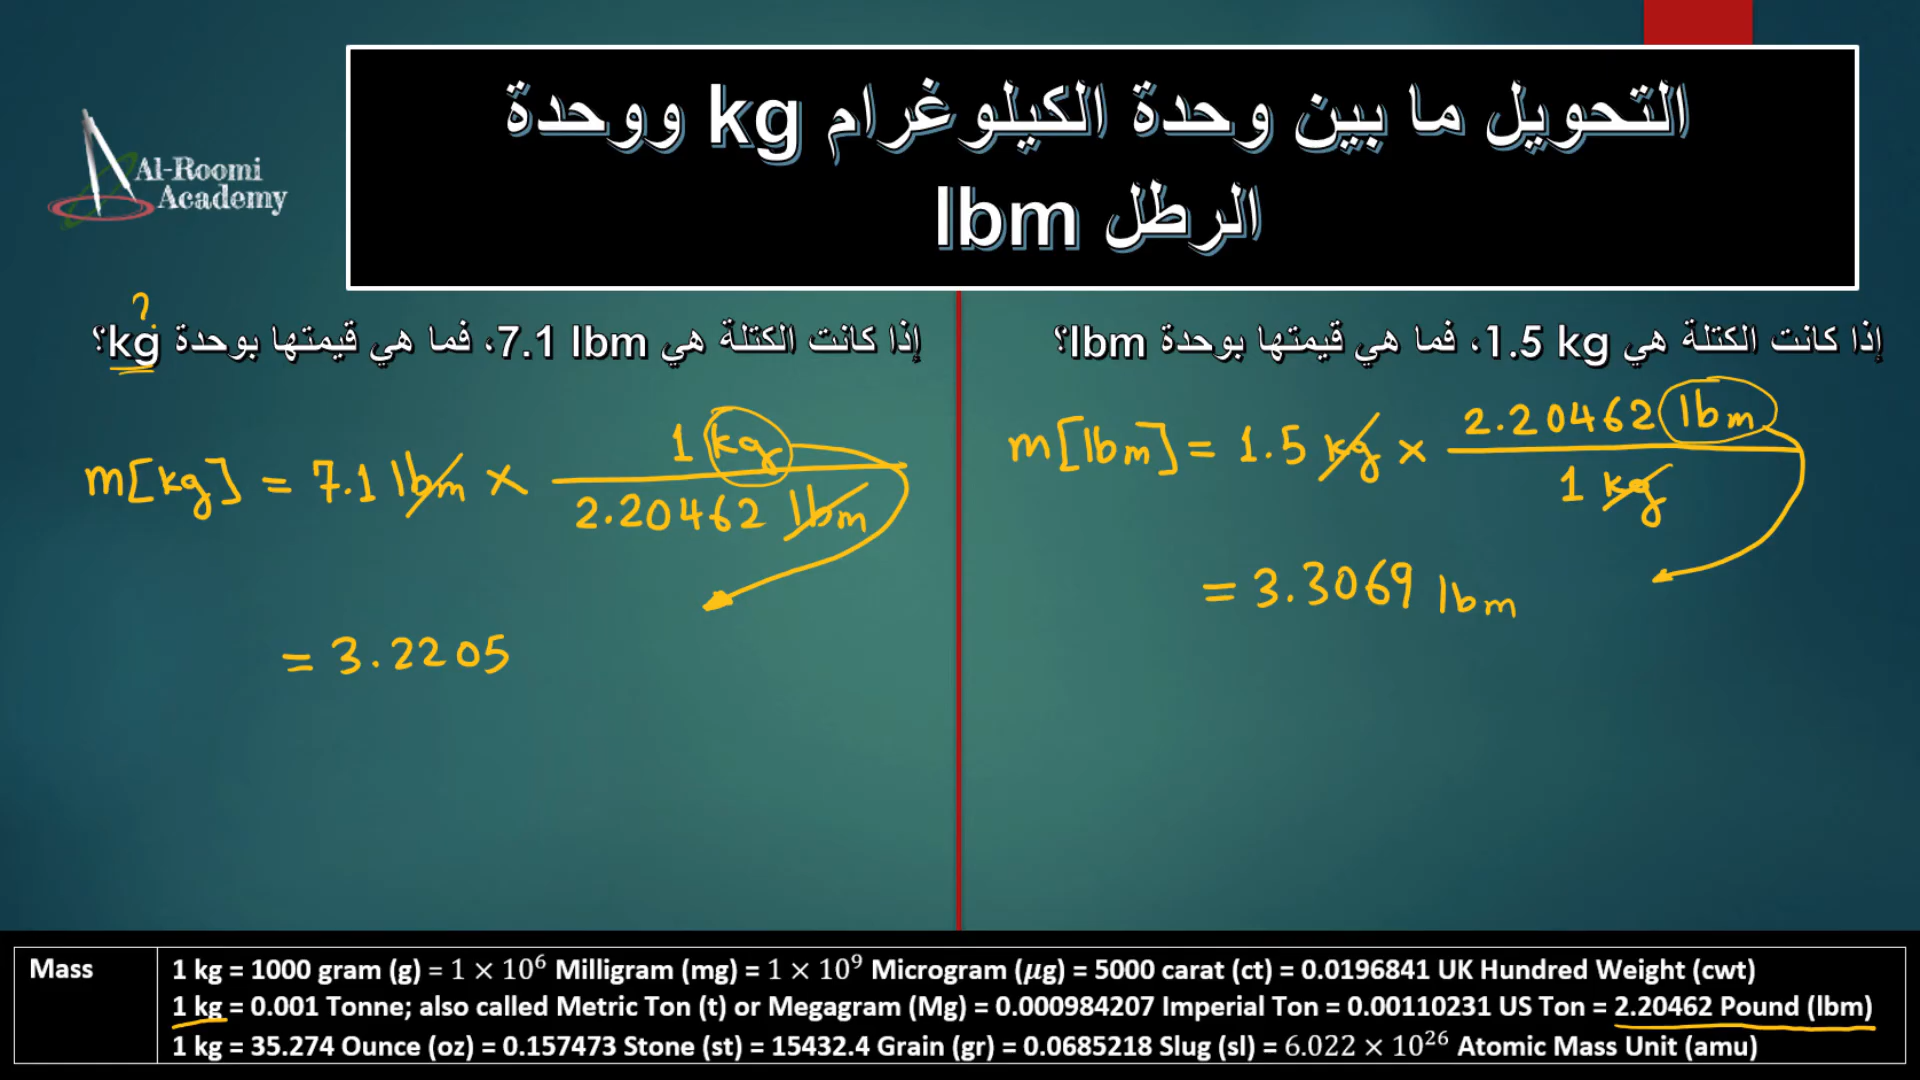 التحويل ما بين وحدة الكيلوغرام kg ووحدة
الرطل lbm
Al-Roomi
Academy
إذا كانت الكتلة هي 1.5 kg، فما هي قيمتها بوحدة lbm؟
m[lbm] = 1.5 kg × 2.20462 lbm / 1 kg
= 3.3069 lbm
?
إذا كانت الكتلة هي 7.1 lbm، فما هي قيمتها بوحدة kg؟
m[kg] = 7.1 lbm × 1 kg / 2.20462 lbm
= 3.2205
Mass
1 kg = 1000 gram (g) = 1 × 10⁶ Milligram (mg) = 1 × 10⁹ Microgram (μg) = 5000 carat (ct) = 0.0196841 UK Hundred Weight (cwt)
1 kg = 0.001 Tonne; also called Metric Ton (t) or Megagram (Mg) = 0.000984207 Imperial Ton = 0.00110231 US Ton = 2.20462 Pound (lbm)
1 kg = 35.274 Ounce (oz) = 0.157473 Stone (st) = 15432.4 Grain (gr) = 0.0685218 Slug (sl) = 6.022 × 10²⁶ Atomic Mass Unit (amu)